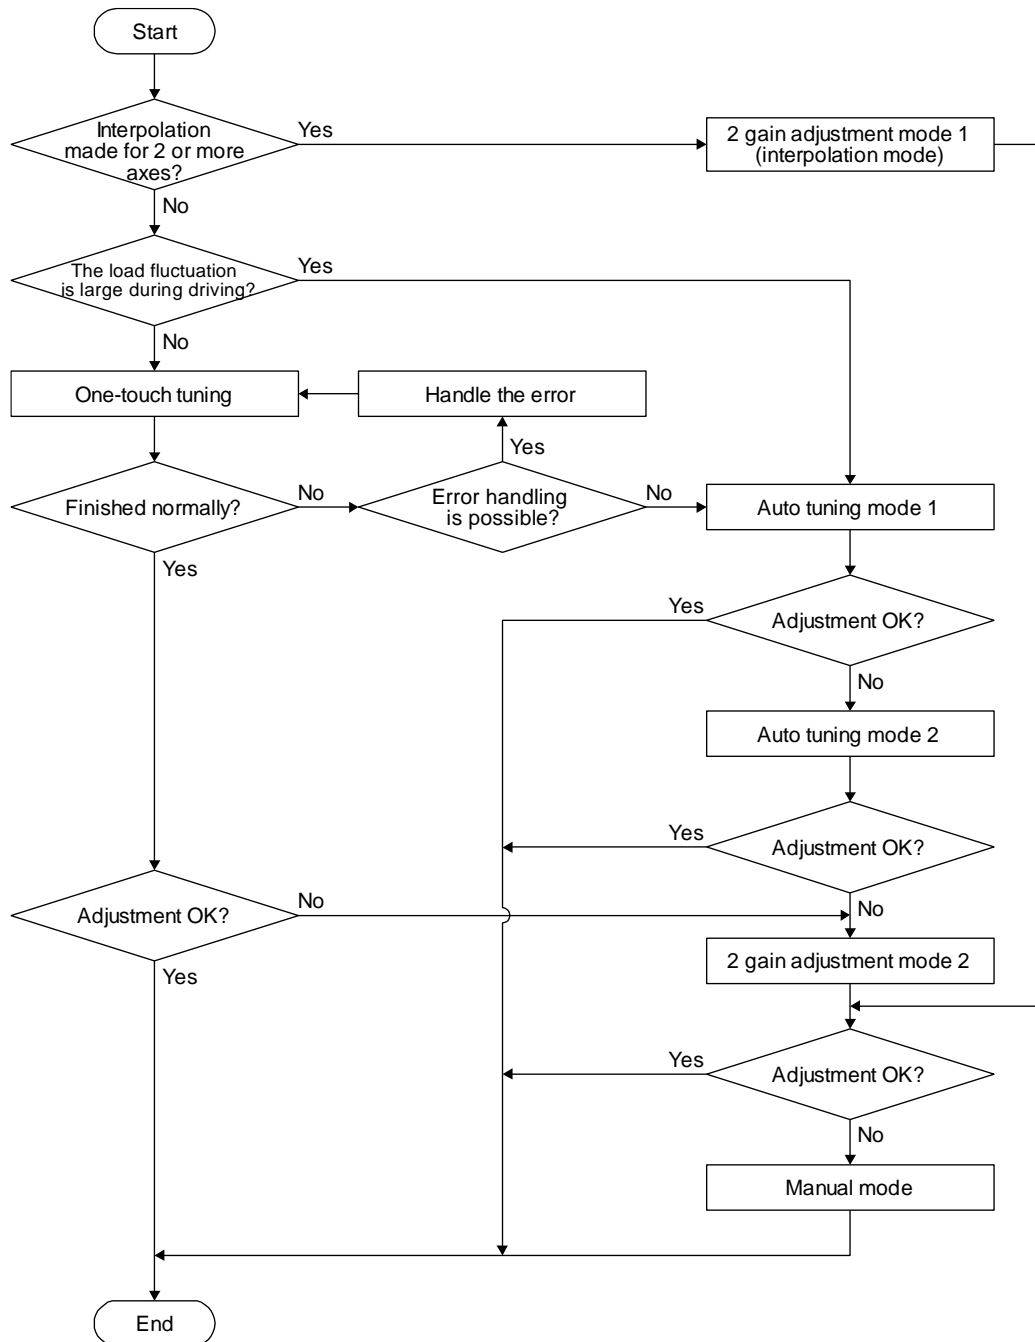 Start
Interpolation
made for 2 or more
axes?
Yes
2 gain adjustment mode 1
(interpolation mode)
No
The load fluctuation
is large during driving?
Yes
No
One-touch tuning
Handle the error
Yes
Finished normally?
No
Error handling
is possible?
No
Auto tuning mode 1
Yes
Yes
Adjustment OK?
No
Auto tuning mode 2
Yes
Adjustment OK?
No
Adjustment OK?
No
Yes
2 gain adjustment mode 2
Yes
Adjustment OK?
No
Manual mode
End